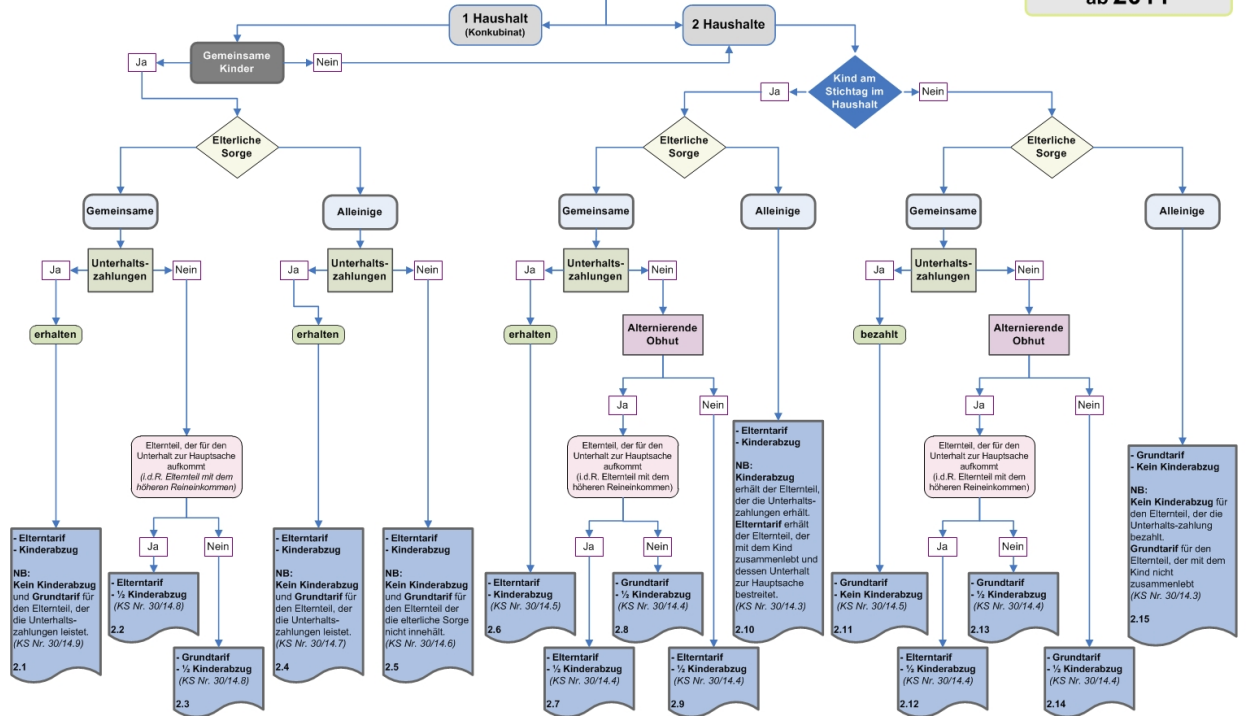 ab 2011
1 Haushalt
(Konkubinat)
2 Haushalte
Gemeinsame
Kinder
Ja
Nein
Kind am
Stichtag im
Haushalt
Ja
Nein
Elterliche
Sorge
Elterliche
Sorge
Elterliche
Sorge
Gemeinsame
Alleinige
Gemeinsame
Alleinige
Gemeinsame
Alleinige
Unterhalts-
zahlungen
Ja
Nein
Unterhalts-
zahlungen
Ja
Nein
Unterhalts-
zahlungen
Ja
Nein
Unterhalts-
zahlungen
Ja
Nein
erhalten
erhalten
erhalten
Alternierende
Obhut
bezahlt
Alternierende
Obhut
Ja
Nein
Ja
Nein
Elternteil, der für den
Unterhalt zur Hauptsache
aufkommt
(i.d.R. Elternteil mit dem
höheren Reineinkommen)
Elternteil, der für den
Unterhalt zur Hauptsache
aufkommt
(i.d.R. Elternteil mit dem
höheren Reineinkommen)
Elternteil, der für den
Unterhalt zur Hauptsache
aufkommt
(i.d.R. Elternteil mit dem
höheren Reineinkommen)
Ja
Nein
Ja
Nein
Ja
Nein
- Elterntarif
- Kinderabzug
NB:
Kein Kinderabzug
und Grundtarif für
den Elternteil, der
die Unterhalts-
zahlungen leistet.
(KS Nr. 30/14.9)
2.1
- Elterntarif
- ½ Kinderabzug
(KS Nr. 30/14.8)
2.2
- Grundtarif
- ½ Kinderabzug
(KS Nr. 30/14.8)
2.3
- Elterntarif
- Kinderabzug
NB:
Kein Kinderabzug
und Grundtarif für
den Elternteil, der
die Unterhalts-
zahlungen leistet.
(KS Nr. 30/14.7)
2.4
- Elterntarif
- Kinderabzug
NB:
Kein Kinderabzug
und Grundtarif für
den Elternteil der
die elterliche Sorge
nicht innehält.
(KS Nr. 30/14.6)
2.5
- Elterntarif
- Kinderabzug
(KS Nr. 30/14.5)
2.6
- Elterntarif
- ½ Kinderabzug
(KS Nr. 30/14.4)
2.7
- Grundtarif
- ½ Kinderabzug
(KS Nr. 30/14.4)
2.8
- Elterntarif
- ½ Kinderabzug
(KS Nr. 30/14.4)
2.9
- Elterntarif
- Kinderabzug
NB:
Kinderabzug
erhält der Elternteil,
der die Unterhalts-
zahlungen erhält.
Elterntarif erhält
der Elternteil, der
mit dem Kind
zusammenlebt und
dessen Unterhalt
zur Hauptsache
bestreitet.
(KS Nr. 30/14.3)
2.10
- Grundtarif
- Kein Kinderabzug
(KS Nr. 30/14.5)
2.11
- Elterntarif
- ½ Kinderabzug
(KS Nr. 30/14.4)
2.12
- Grundtarif
- ½ Kinderabzug
(KS Nr. 30/14.4)
2.13
- Grundtarif
- ½ Kinderabzug
(KS Nr. 30/14.4)
2.14
- Grundtarif
- Kein Kinderabzug
NB:
Kein Kinderabzug für
den Elternteil, der die
Unterhalts-zahlung
bezahlt.
Grundtarif für den
Elternteil, der mit dem
Kind nicht
zusammenlebt
(KS Nr. 30/14.3)
2.15